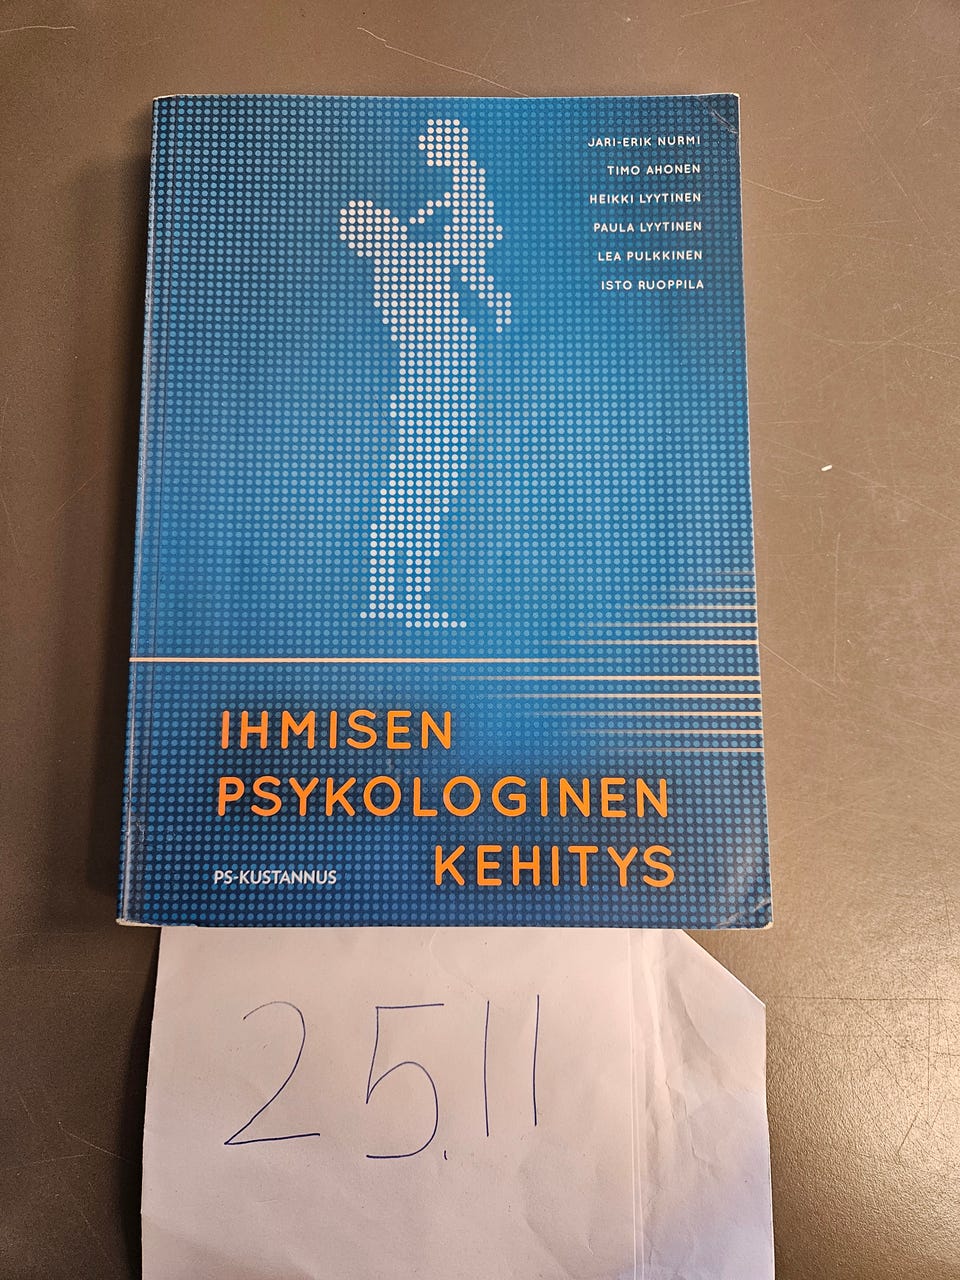 JARI-ERIK NURMI
TIMO AHONEN
HEIKKI LYYTINEN
PAULA LYYTINEN
LEA PULKKINEN
ISTO RUOPPILA
IHMISEN
PSYKOLOGINEN
KEHITYS
PS-KUSTANNUS
25.11